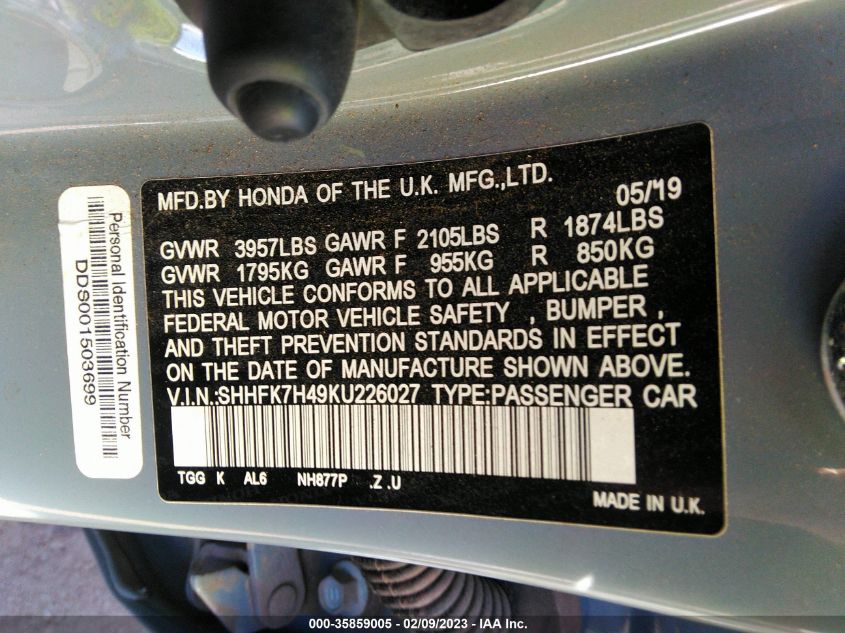 MFD.BY HONDA OF THE U.K. MFG.,LTD. 05/'19
GVWR 3957LBS GAWR F 2105LBS R 1874LBS
GVWR 1795KG GAWR F 955KG R 850KG
THIS VEHICLE CONFORMS TO ALL APPLICABLE
FEDERAL MOTOR VEHICLE SAFETY , BUMPER ,
AND THEFT PREVENTION STANDARDS IN EFFECT
ON THE DATE OF MANUFACTURE SHOWN ABOVE.
V.I.N.:SHHFK7H49KU226027 TYPE:PASSENGER CAR
TGG K AL6 NH877P .Z .U
MADE IN U.K.
Personal Identification Number
DDS001503699
000-35859005 - 02/09/2023 - IAA Inc.